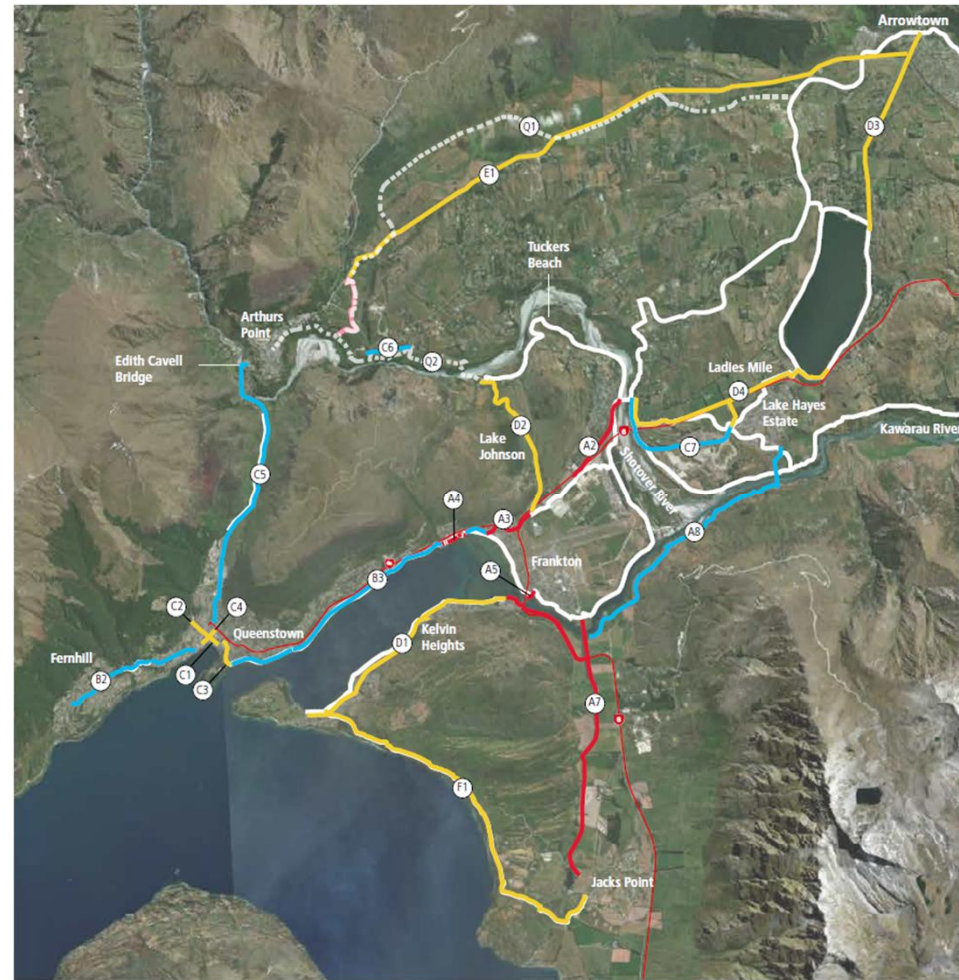 Arrowtown
D3
Q1
E1
Tuckers
Beach
Arthurs
Point
C6
Q2
Edith Cavell
Bridge
Ladies Mile
D4
Lake Hayes
Estate
D2
Lake
Johnson
A2
C7
Kawarau River
Shotover River
C5
A4
A3
A8
Frankton
A5
B3
C2
C4
Queenstown
D1
Kelvin
Heights
Fernhill
B2
C1
C3
A7
F1
Jacks Point